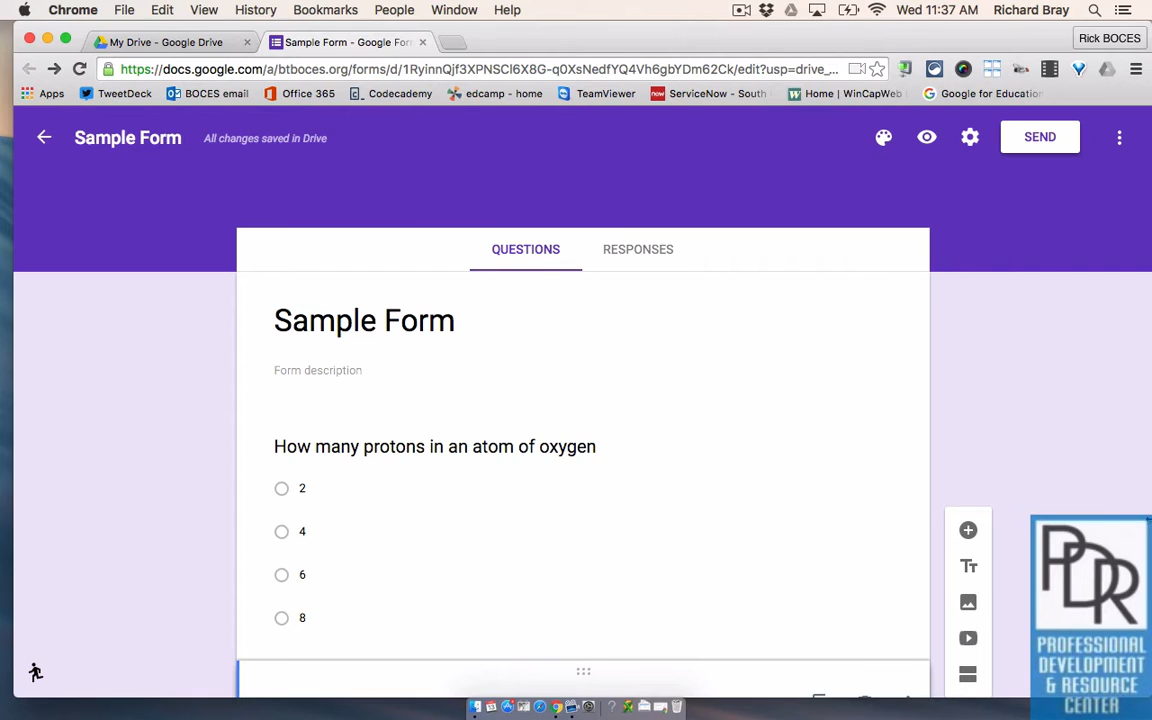 Chrome File Edit View History Bookmarks People Window Help Wed 11:37 AM Richard Bray
My Drive - Google Drive Sample Form - Google For Rick BOCES
https://docs.google.com/a/btboces.org/forms/d/1RyinnQjf3XPNSCl6X8G-q0XsNedfYQ4Vh6gbYDm62Ck/edit?usp=drive_...
Apps TweetDeck BOCES email Office 365 Codecademy edcamp - home TeamViewer ServiceNow - South Home | WinCapWeb Google for Education
Sample Form All changes saved in Drive SEND
QUESTIONS RESPONSES
Sample Form
Form description
How many protons in an atom of oxygen
2
4
6
8
Tт
PDRC
PROFESSIONAL
DEVELOPMENT
& RESOURCE
CENTER